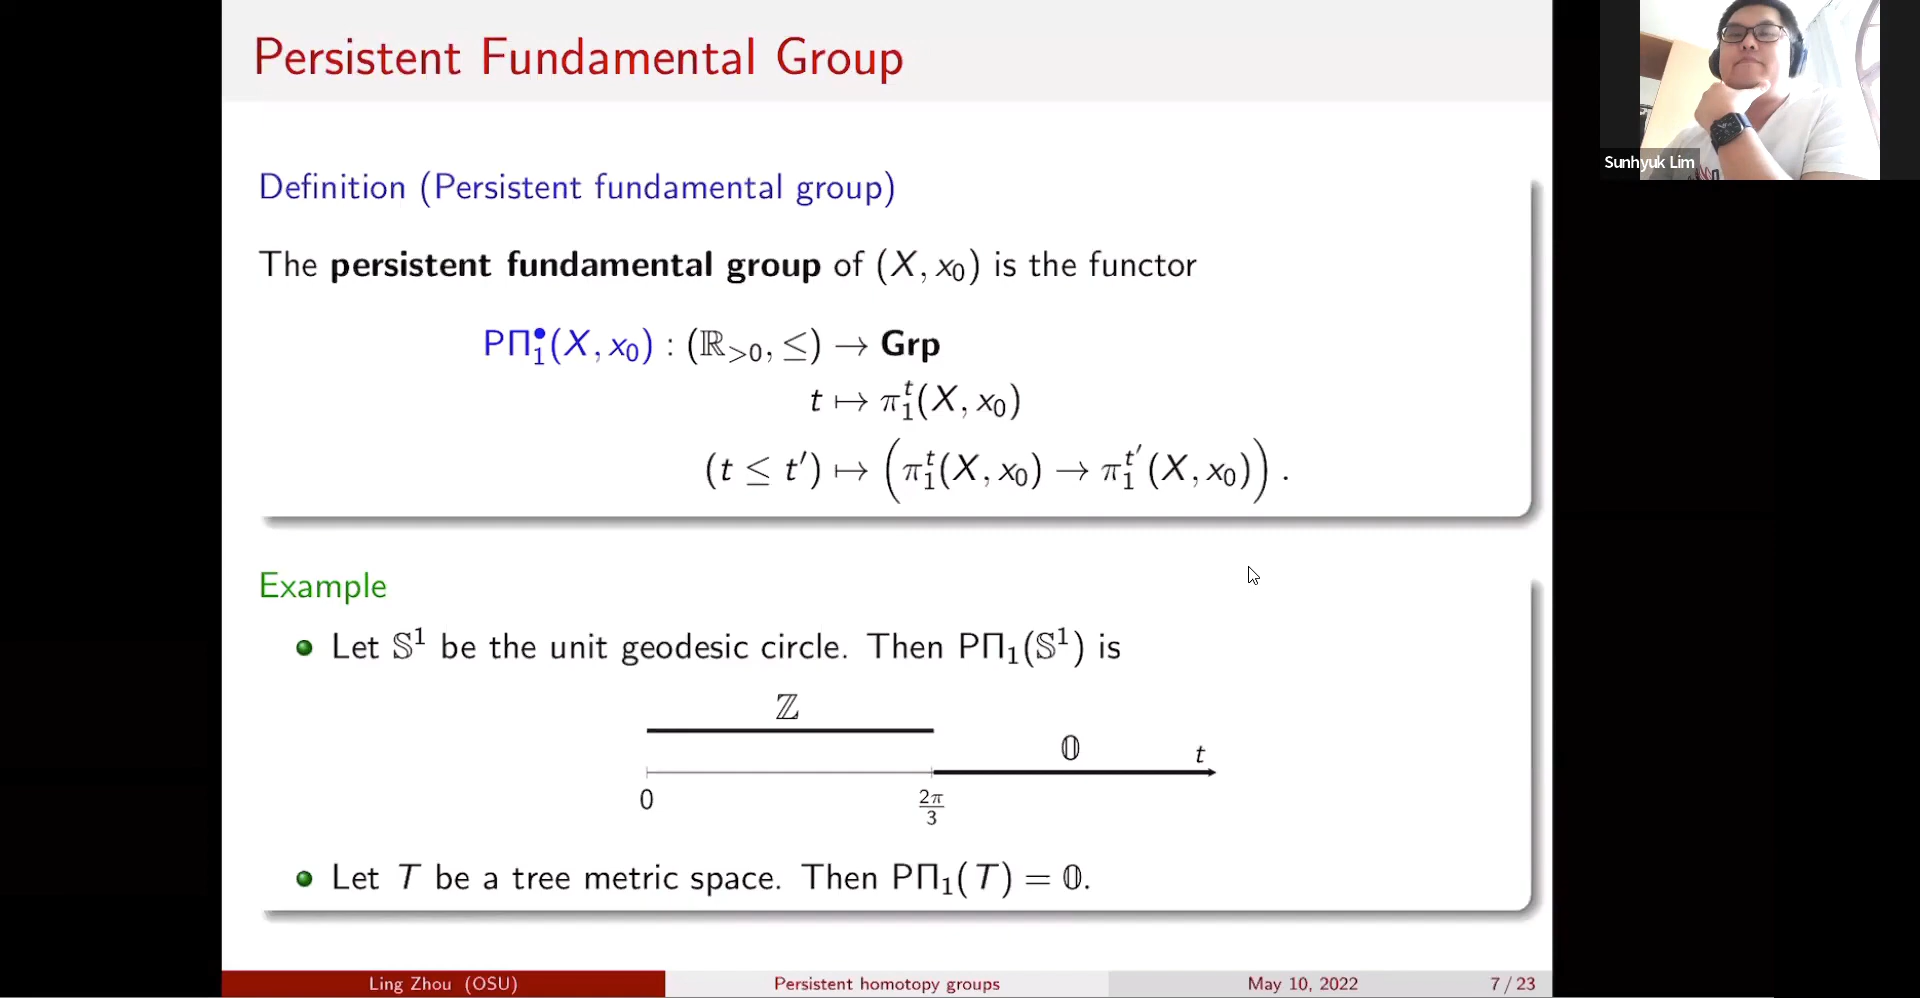 Persistent Fundamental Group
Sunhyuk Lim
Definition (Persistent fundamental group)
The persistent fundamental group of (X, x₀) is the functor
PΠ₁•(X, x₀) : (ℝ>0, ≤) → Grp
t ↦ π₁ᵗ(X, x₀)
(t ≤ t′) ↦ (π₁ᵗ(X, x₀) → π₁ᵗ′(X, x₀)) .
Example
Let 𝕊¹ be the unit geodesic circle. Then PΠ₁(𝕊¹) is
ℤ
𝟘
t
0
2π/3
Let T be a tree metric space. Then PΠ₁(T) = 𝟘.
Ling Zhou (OSU)
Persistent homotopy groups
May 10, 2022
7 / 23